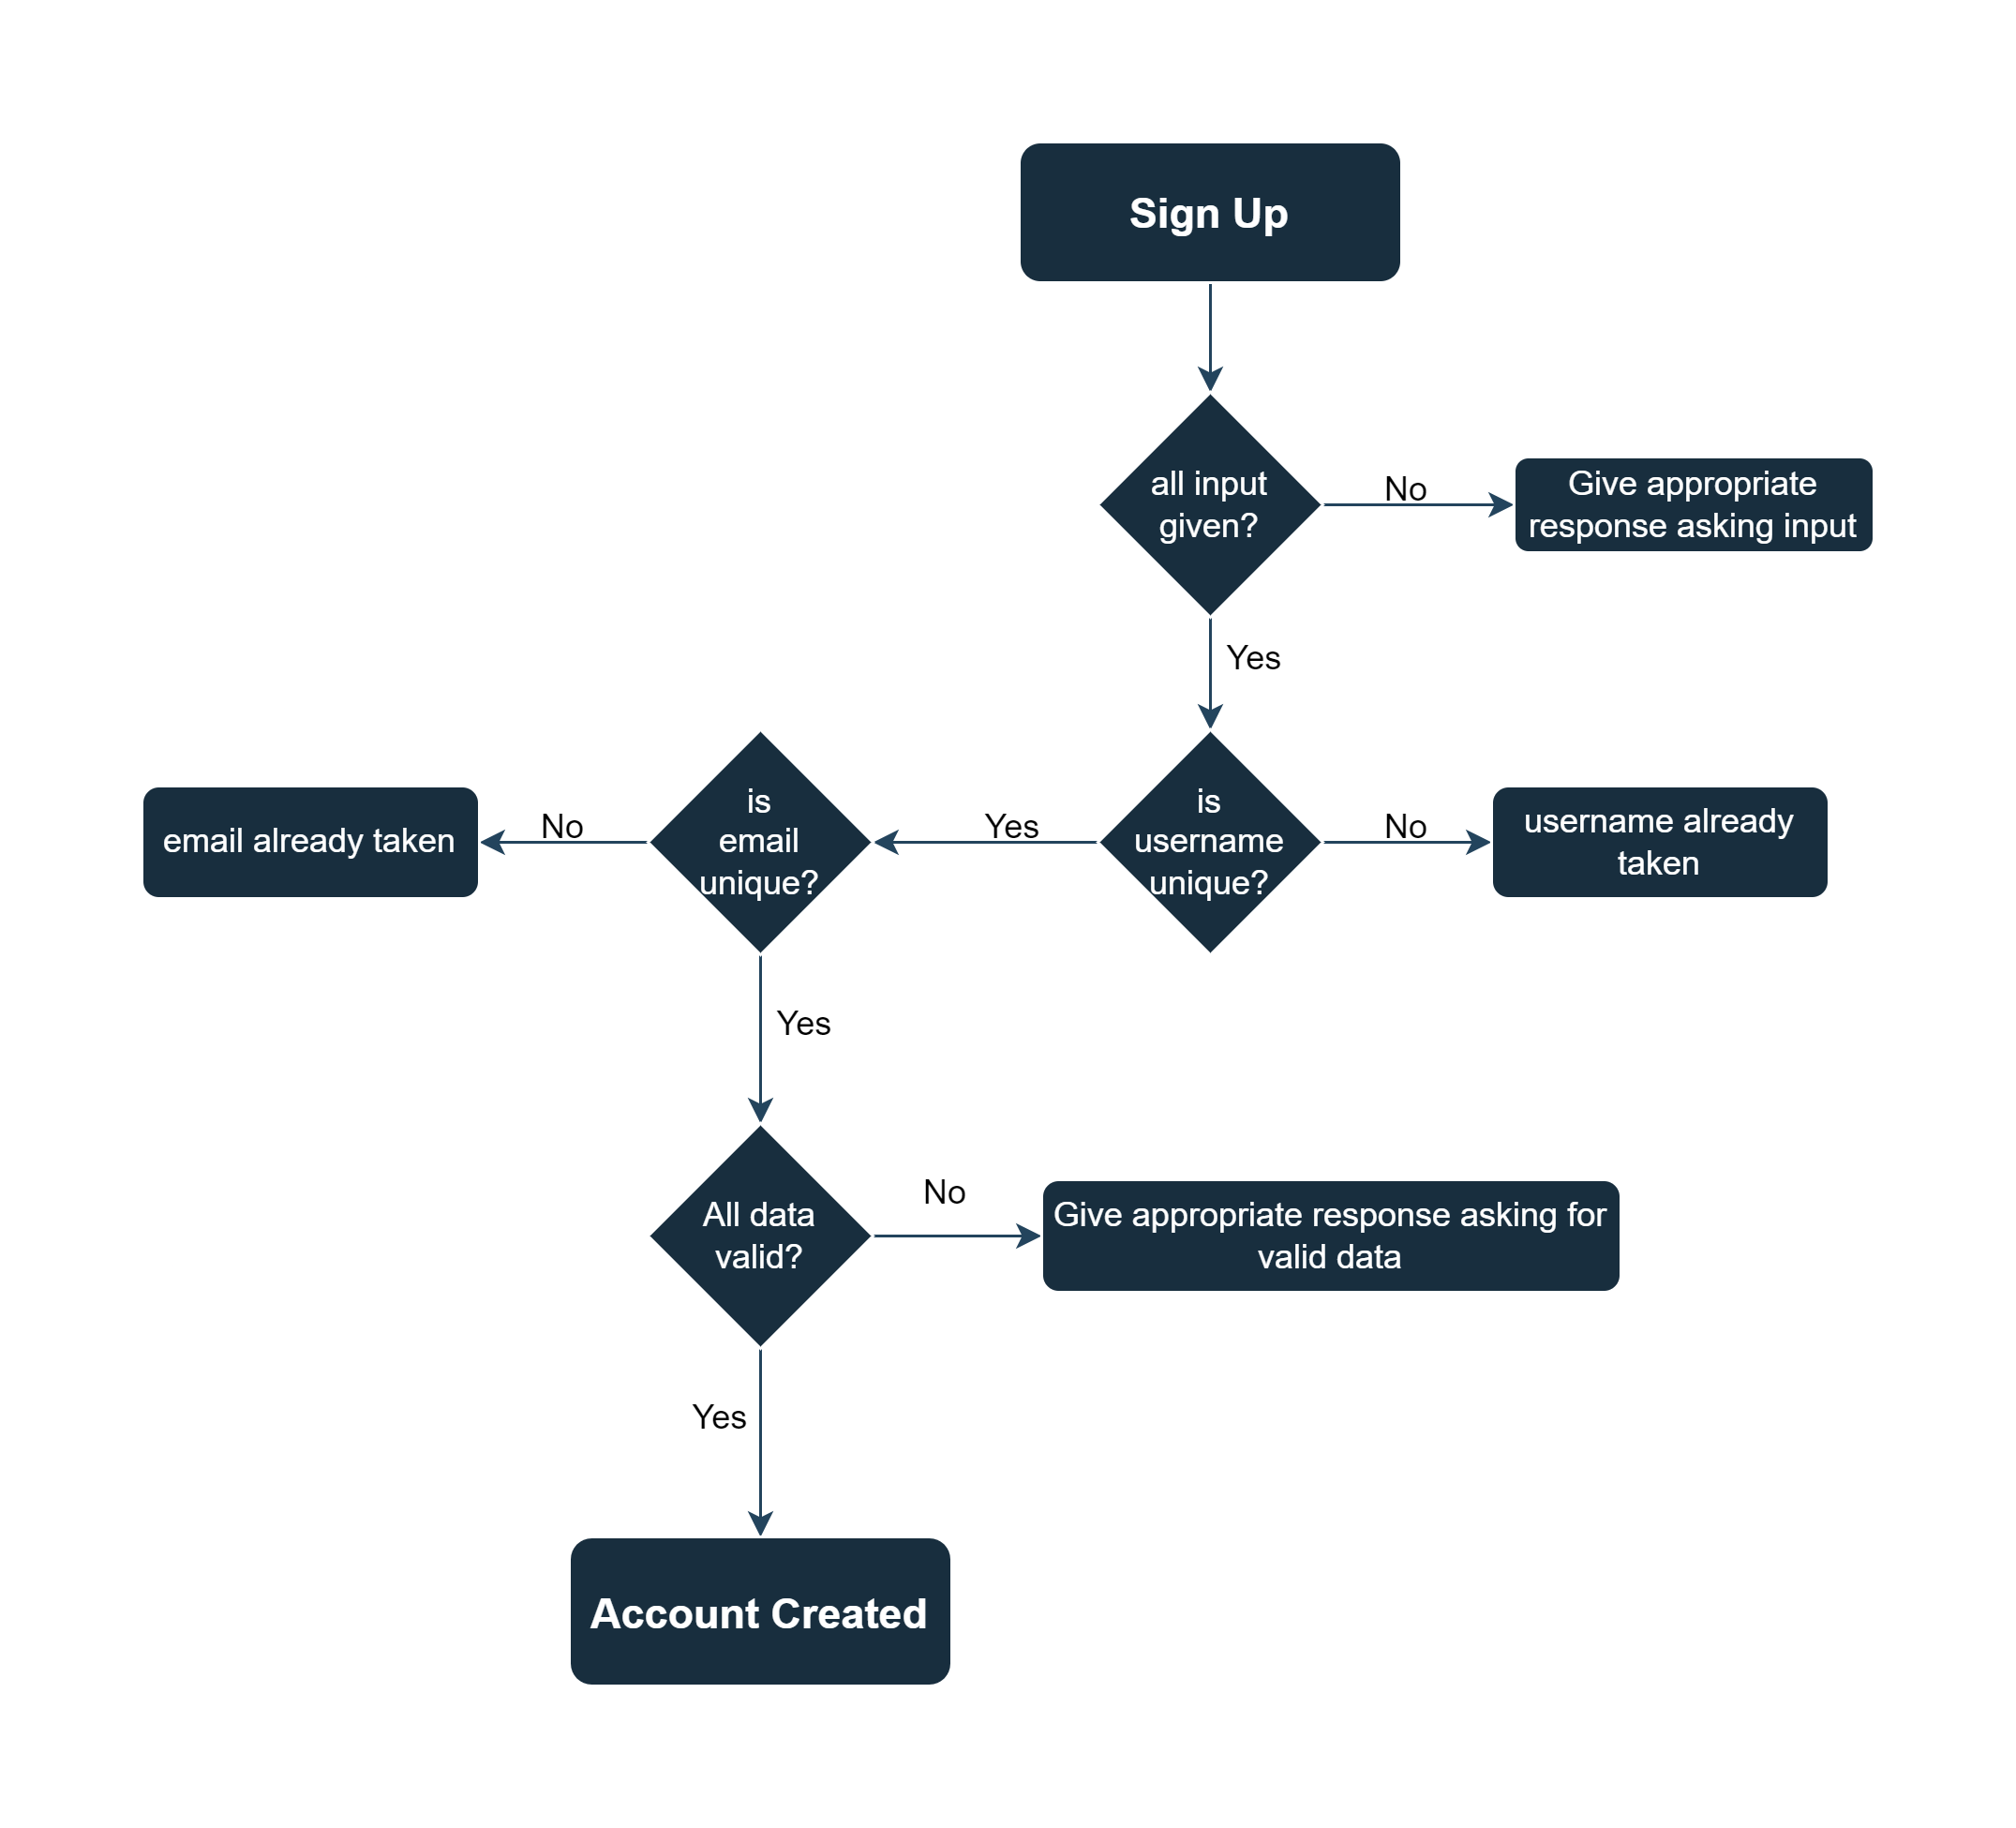 Sign Up
all input
given?
No
Give appropriate
response asking input
Yes
is
username
unique?
No
username already
taken
Yes
is
email
unique?
No
email already taken
Yes
All data
valid?
No
Give appropriate response asking for
valid data
Yes
Account Created